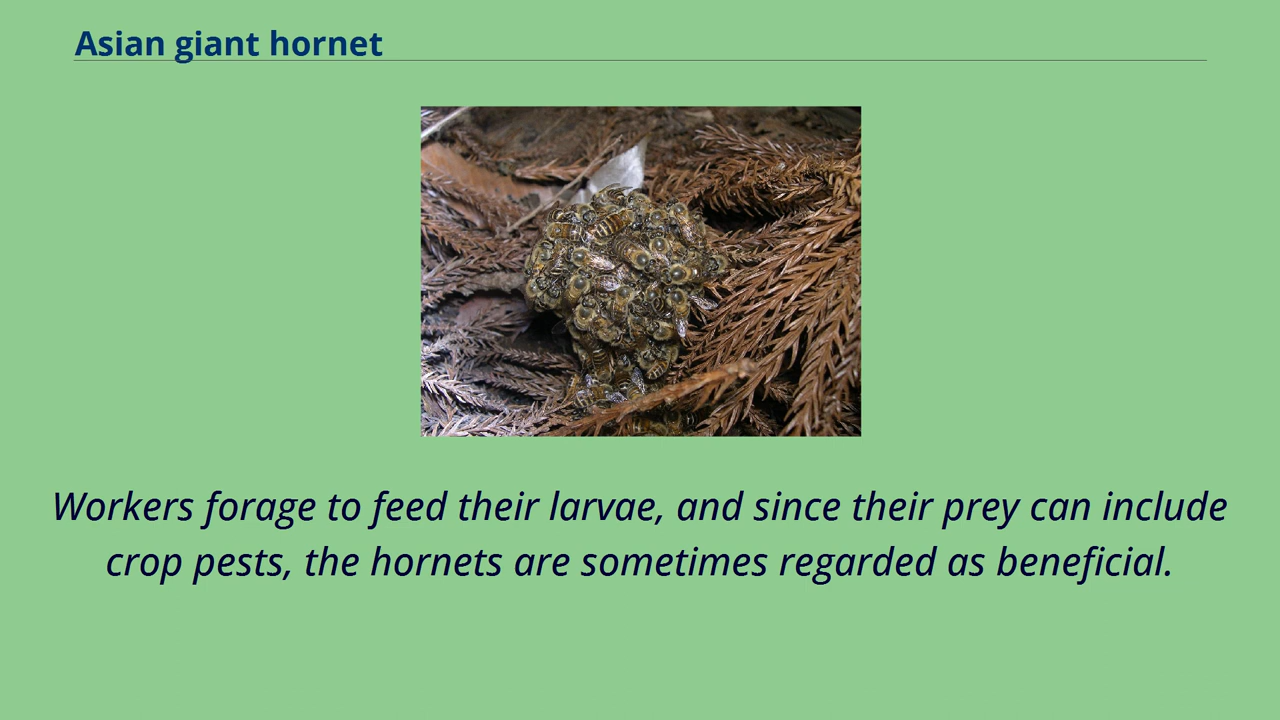 Asian giant hornet
Workers forage to feed their larvae, and since their prey can include
crop pests, the hornets are sometimes regarded as beneficial.